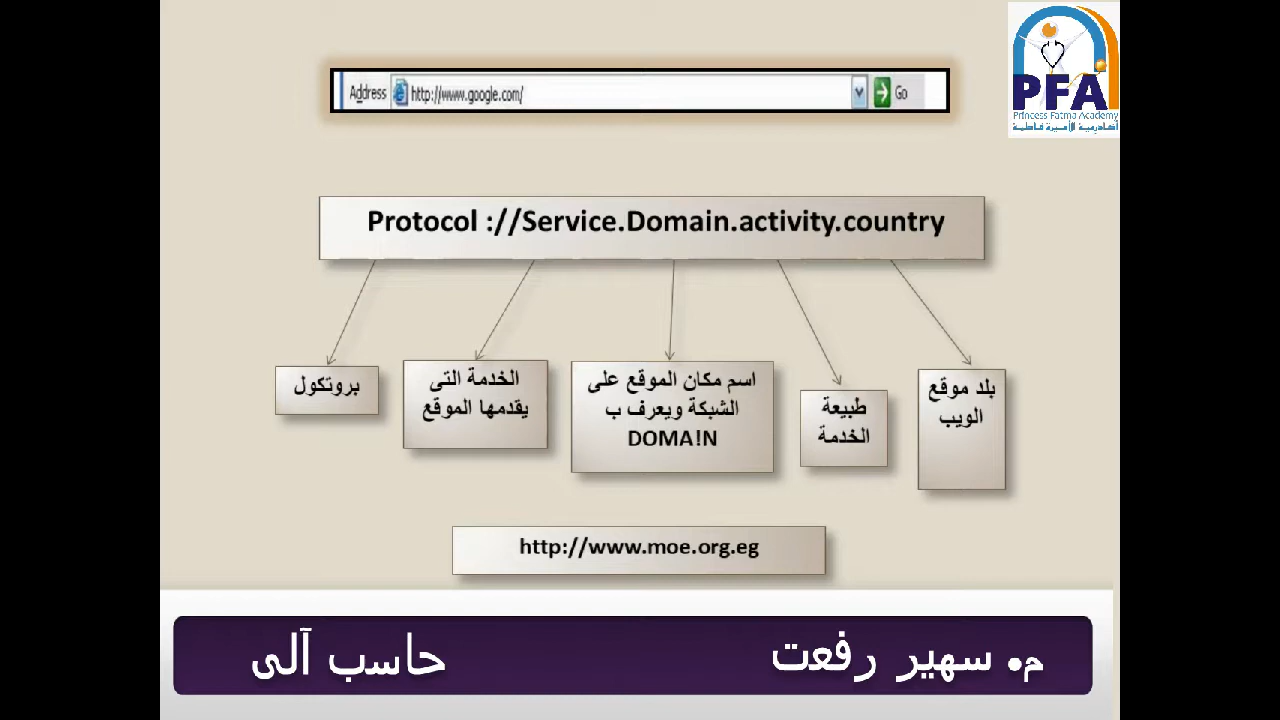 PFA
Princess Fatma Academy
أكاديمية الأميرة فاطمة
Address http://www.google.com/ Go
Protocol ://Service.Domain.activity.country
بروتكول
الخدمة التى
يقدمها الموقع
اسم مكان الموقع على
الشبكة ويعرف ب
DOMA!N
طبيعة
الخدمة
بلد موقع
الويب
http://www.moe.org.eg
م. سهير رفعت
حاسب آلى